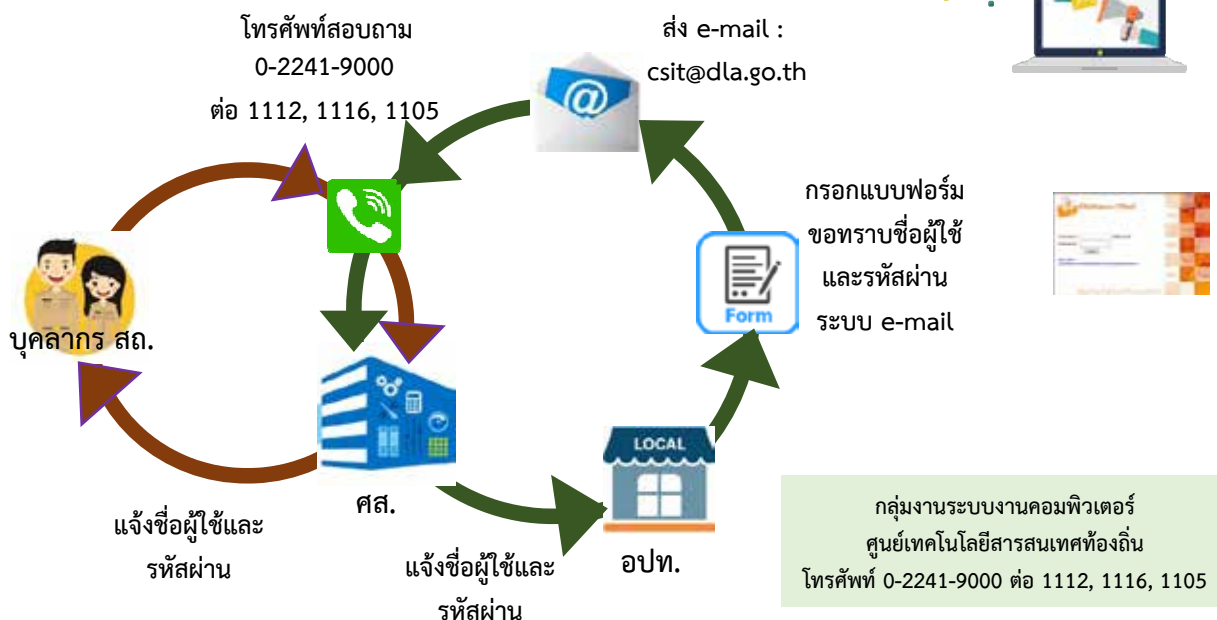 โทรศัพท์สอบถาม
0-2241-9000
ต่อ 1112, 1116, 1105
ส่ง e-mail :
csit@dla.go.th
กรอกแบบฟอร์ม
ขอทราบชื่อผู้ใช้
และรหัสผ่าน
ระบบ e-mail
Form
บุคลากร สถ.
LOCAL
ศส.
อปท.
แจ้งชื่อผู้ใช้และ
รหัสผ่าน
แจ้งชื่อผู้ใช้และ
รหัสผ่าน
กลุ่มงานระบบงานคอมพิวเตอร์
ศูนย์เทคโนโลยีสารสนเทศท้องถิ่น
โทรศัพท์ 0-2241-9000 ต่อ 1112, 1116, 1105